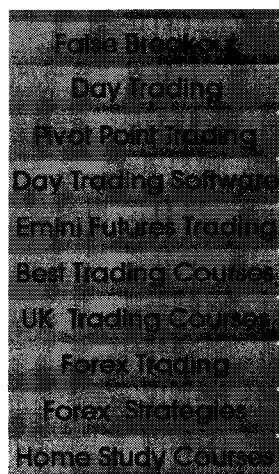 False Breakout
Day Trading
Pivot Point Trading
Day Trading Software
Emini Futures Trading
Best Trading Courses
UK Trading Courses
Forex Trading
Forex Strategies
Home Study Courses